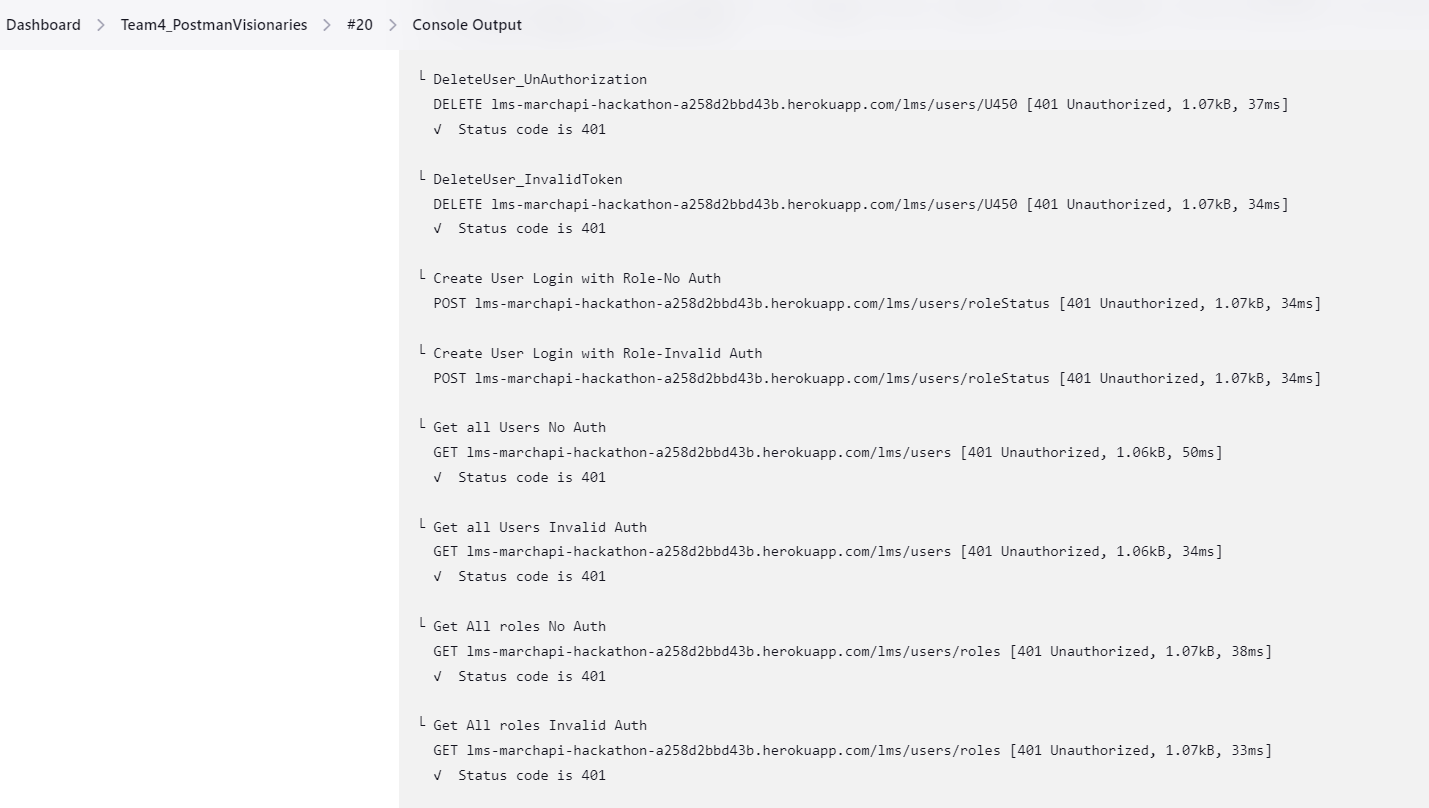 Dashboard > Team4_PostmanVisionaries > #20 > Console Output
└ DeleteUser_UnAuthorization
DELETE lms-marchapi-hackathon-a258d2bbd43b.herokuapp.com/lms/users/U450 [401 Unauthorized, 1.07kB, 37ms]
√ Status code is 401
└ DeleteUser_InvalidToken
DELETE lms-marchapi-hackathon-a258d2bbd43b.herokuapp.com/lms/users/U450 [401 Unauthorized, 1.07kB, 34ms]
√ Status code is 401
└ Create User Login with Role-No Auth
POST lms-marchapi-hackathon-a258d2bbd43b.herokuapp.com/lms/users/roleStatus [401 Unauthorized, 1.07kB, 34ms]
└ Create User Login with Role-Invalid Auth
POST lms-marchapi-hackathon-a258d2bbd43b.herokuapp.com/lms/users/roleStatus [401 Unauthorized, 1.07kB, 34ms]
└ Get all Users No Auth
GET lms-marchapi-hackathon-a258d2bbd43b.herokuapp.com/lms/users [401 Unauthorized, 1.06kB, 50ms]
√ Status code is 401
└ Get all Users Invalid Auth
GET lms-marchapi-hackathon-a258d2bbd43b.herokuapp.com/lms/users [401 Unauthorized, 1.06kB, 34ms]
√ Status code is 401
└ Get All roles No Auth
GET lms-marchapi-hackathon-a258d2bbd43b.herokuapp.com/lms/users/roles [401 Unauthorized, 1.07kB, 38ms]
√ Status code is 401
└ Get All roles Invalid Auth
GET lms-marchapi-hackathon-a258d2bbd43b.herokuapp.com/lms/users/roles [401 Unauthorized, 1.07kB, 33ms]
√ Status code is 401